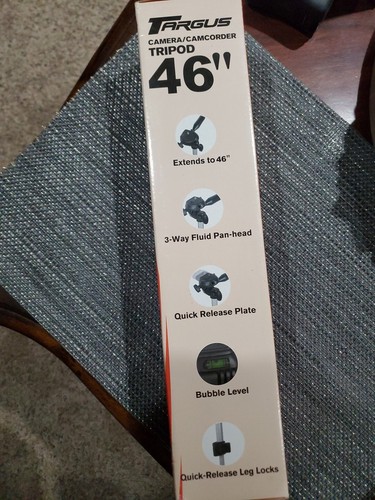 TARGUS
CAMERA/CAMCORDER
TRIPOD
46"
Extends to 46"
3-Way Fluid Pan-head
Quick Release Plate
Bubble Level
Quick-Release Leg Locks